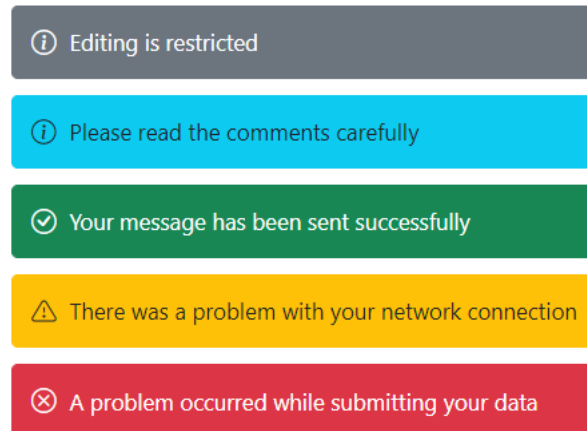 Editing is restricted
Please read the comments carefully
Your message has been sent successfully
There was a problem with your network connection
A problem occurred while submitting your data